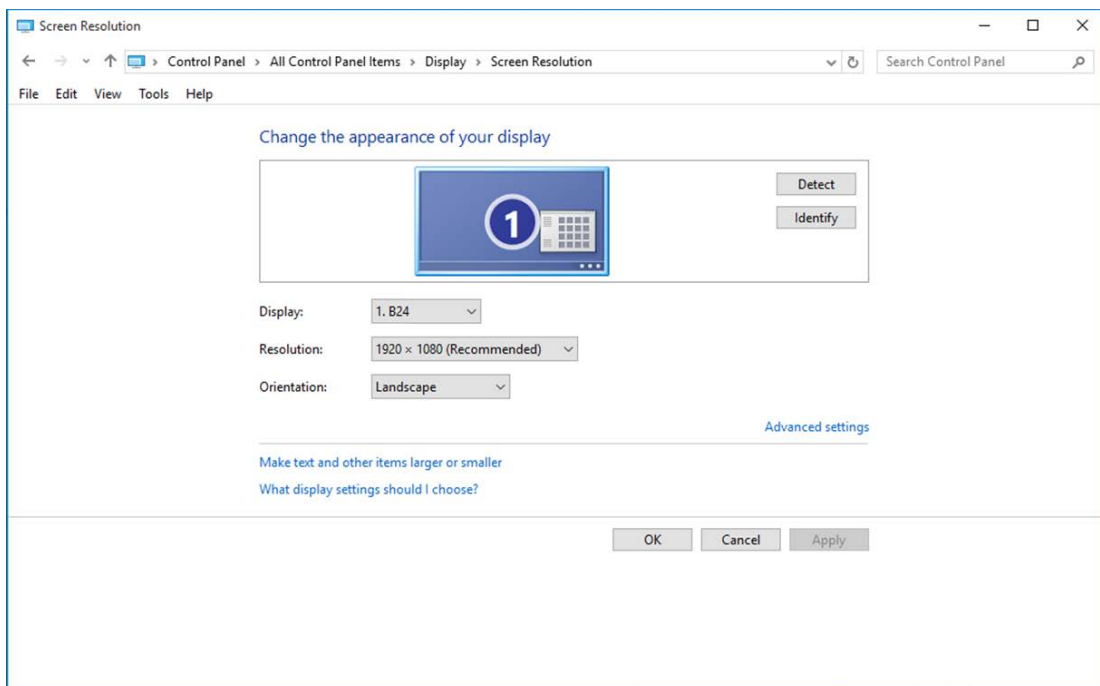 Screen Resolution
Control Panel > All Control Panel Items > Display > Screen Resolution
Search Control Panel
File Edit View Tools Help
Change the appearance of your display
1
Detect
Identify
Display: 1. B24
Resolution: 1920 × 1080 (Recommended)
Orientation: Landscape
Advanced settings
Make text and other items larger or smaller
What display settings should I choose?
OK Cancel Apply